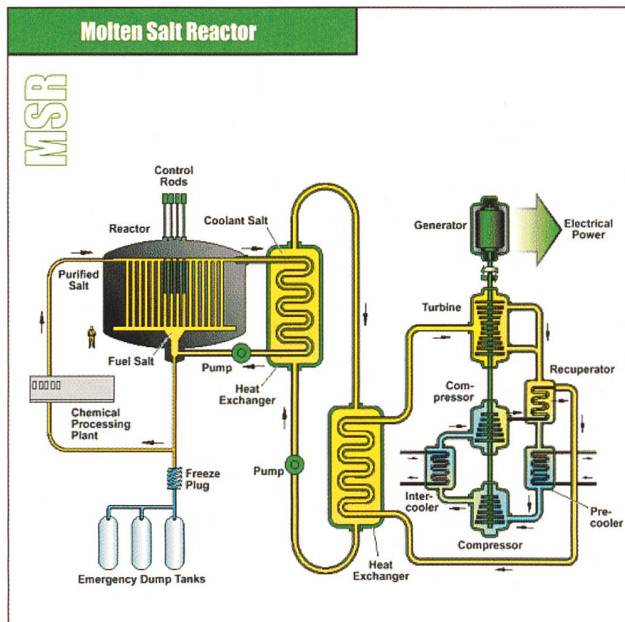 Molten Salt Reactor
MSR
Control
Rods
Reactor
Coolant Salt
Purified
Salt
Fuel Salt
Pump
Heat
Exchanger
Chemical
Processing
Plant
Freeze
Plug
Emergency Dump Tanks
Pump
Heat
Exchanger
Generator
Electrical
Power
Turbine
Recuperator
Com-
pressor
Inter-
cooler
Pre-
cooler
Compressor